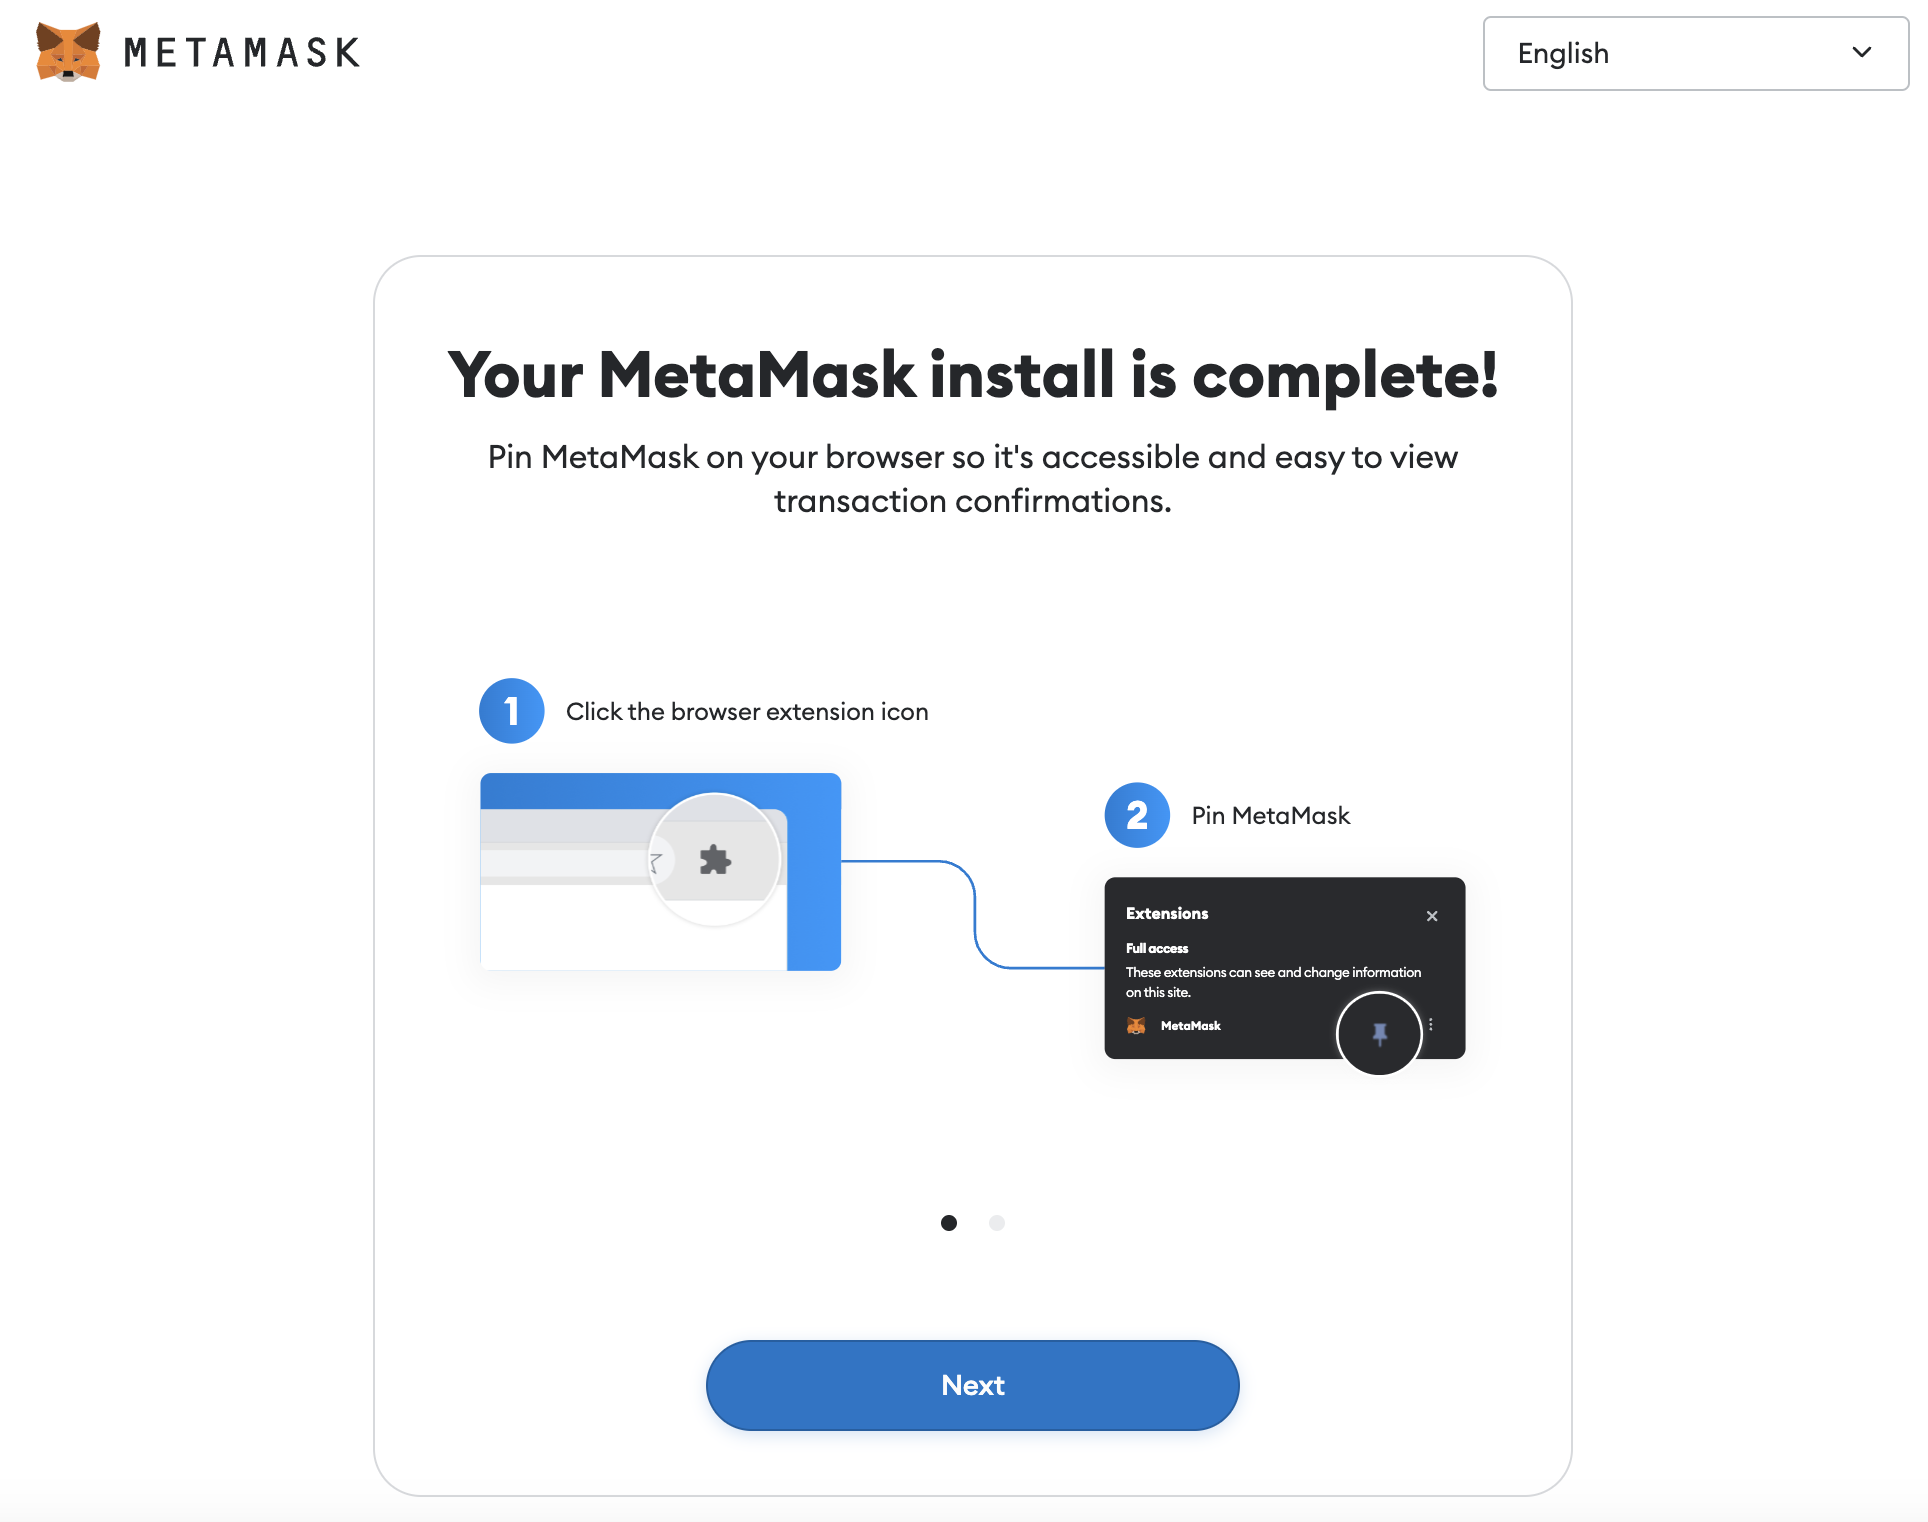 METAMASK
English
Your MetaMask install is complete!
Pin MetaMask on your browser so it's accessible and easy to view
transaction confirmations.
1
Click the browser extension icon
2
Pin MetaMask
Extensions
Full access
These extensions can see and change information
on this site.
MetaMask
Next